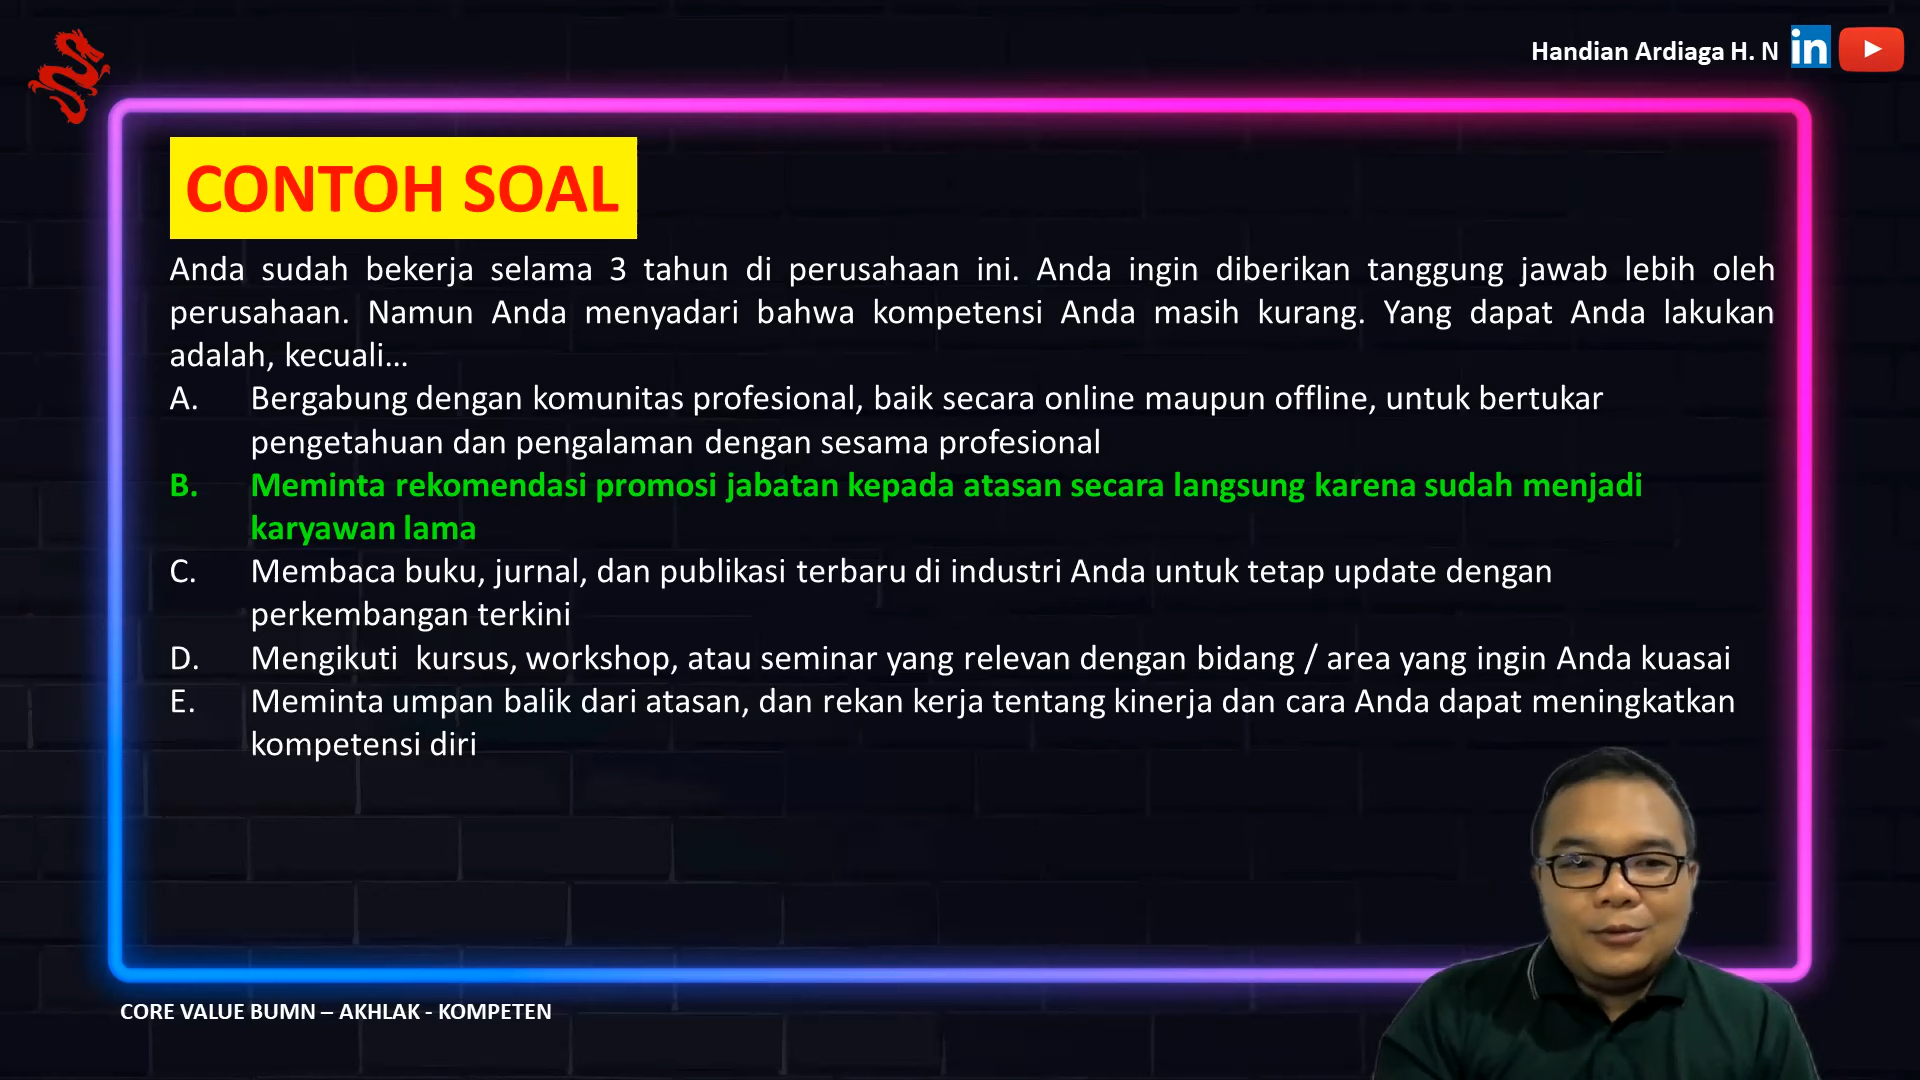 Handian Ardiaga H. N in
CONTOH SOAL
Anda sudah bekerja selama 3 tahun di perusahaan ini. Anda ingin diberikan tanggung jawab lebih oleh
perusahaan. Namun Anda menyadari bahwa kompetensi Anda masih kurang. Yang dapat Anda lakukan
adalah, kecuali...
A. Bergabung dengan komunitas profesional, baik secara online maupun offline, untuk bertukar
pengetahuan dan pengalaman dengan sesama profesional
B. Meminta rekomendasi promosi jabatan kepada atasan secara langsung karena sudah menjadi
karyawan lama
C. Membaca buku, jurnal, dan publikasi terbaru di industri Anda untuk tetap update dengan
perkembangan terkini
D. Mengikuti  kursus, workshop, atau seminar yang relevan dengan bidang / area yang ingin Anda kuasai
E. Meminta umpan balik dari atasan, dan rekan kerja tentang kinerja dan cara Anda dapat meningkatkan
kompetensi diri
CORE VALUE BUMN – AKHLAK - KOMPETEN